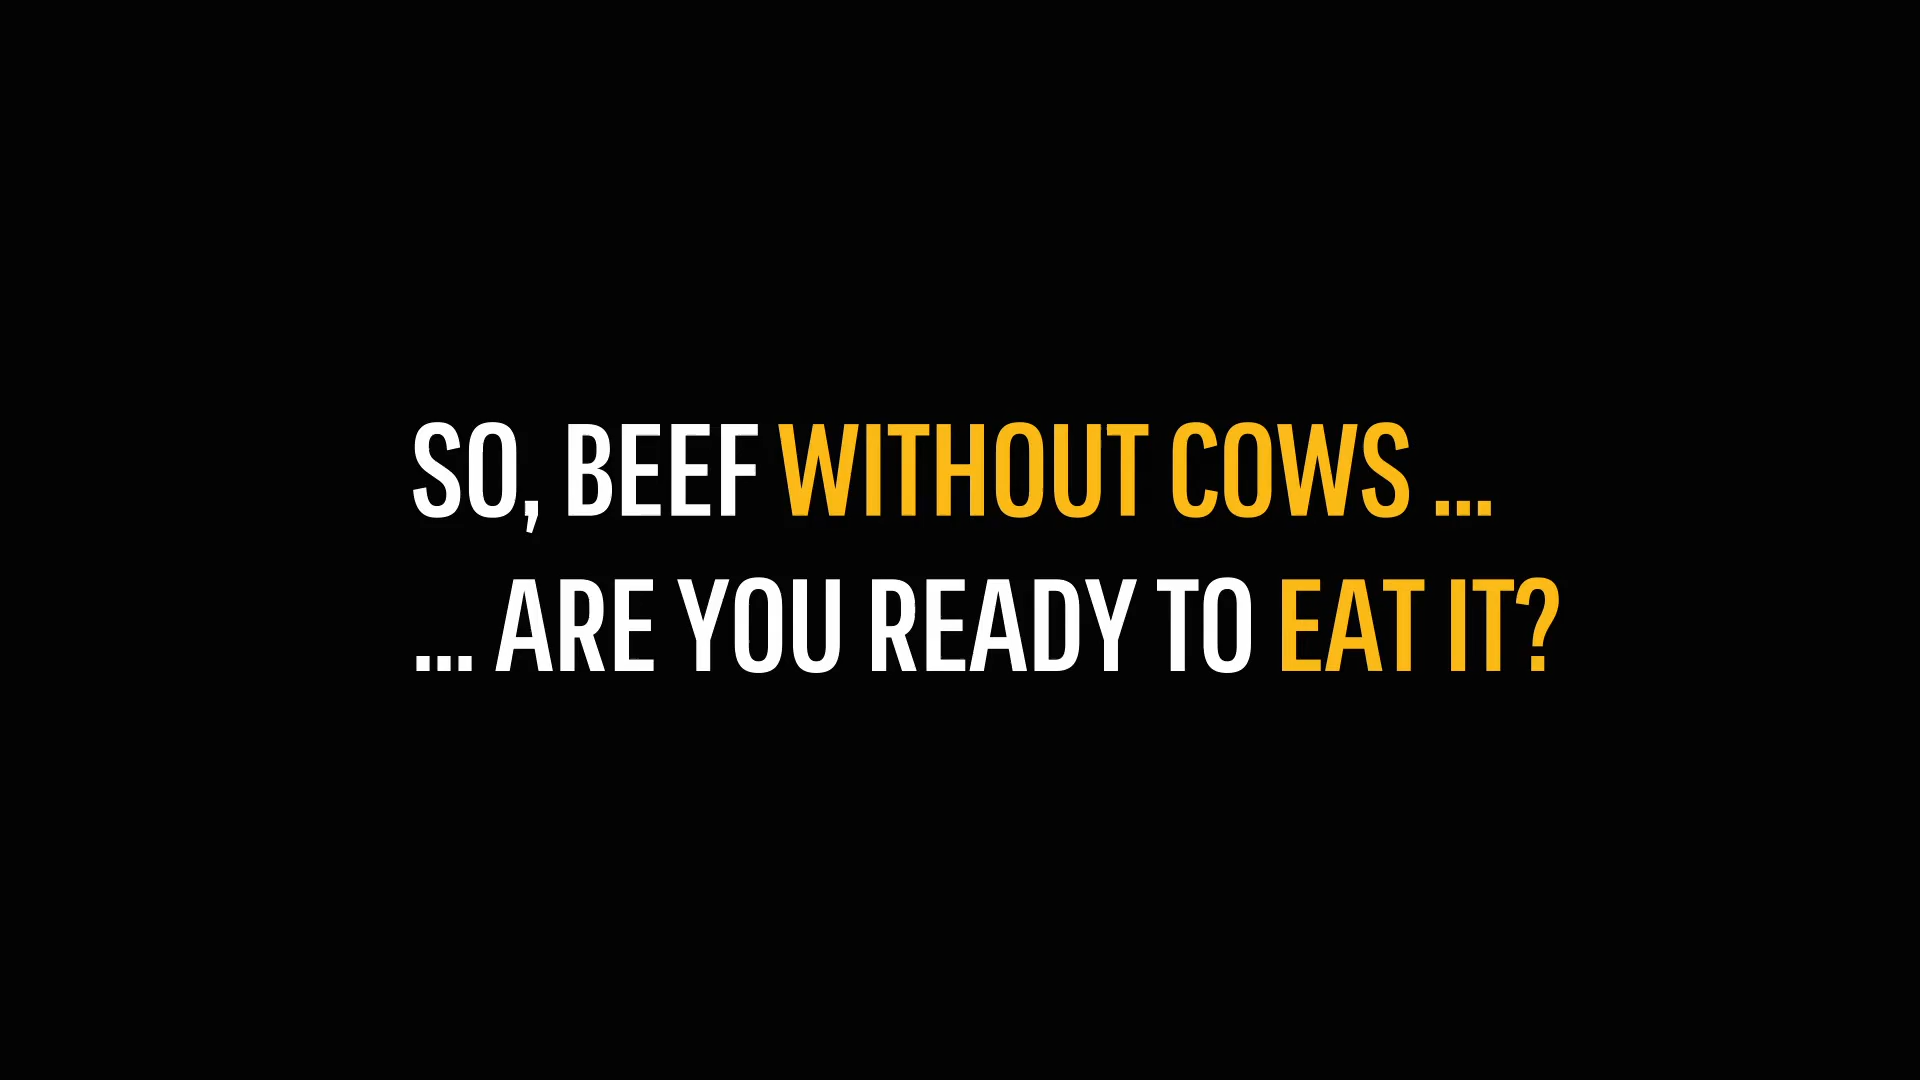 SO, BEEF WITHOUT COWS ...
... ARE YOU READY TO EAT IT?